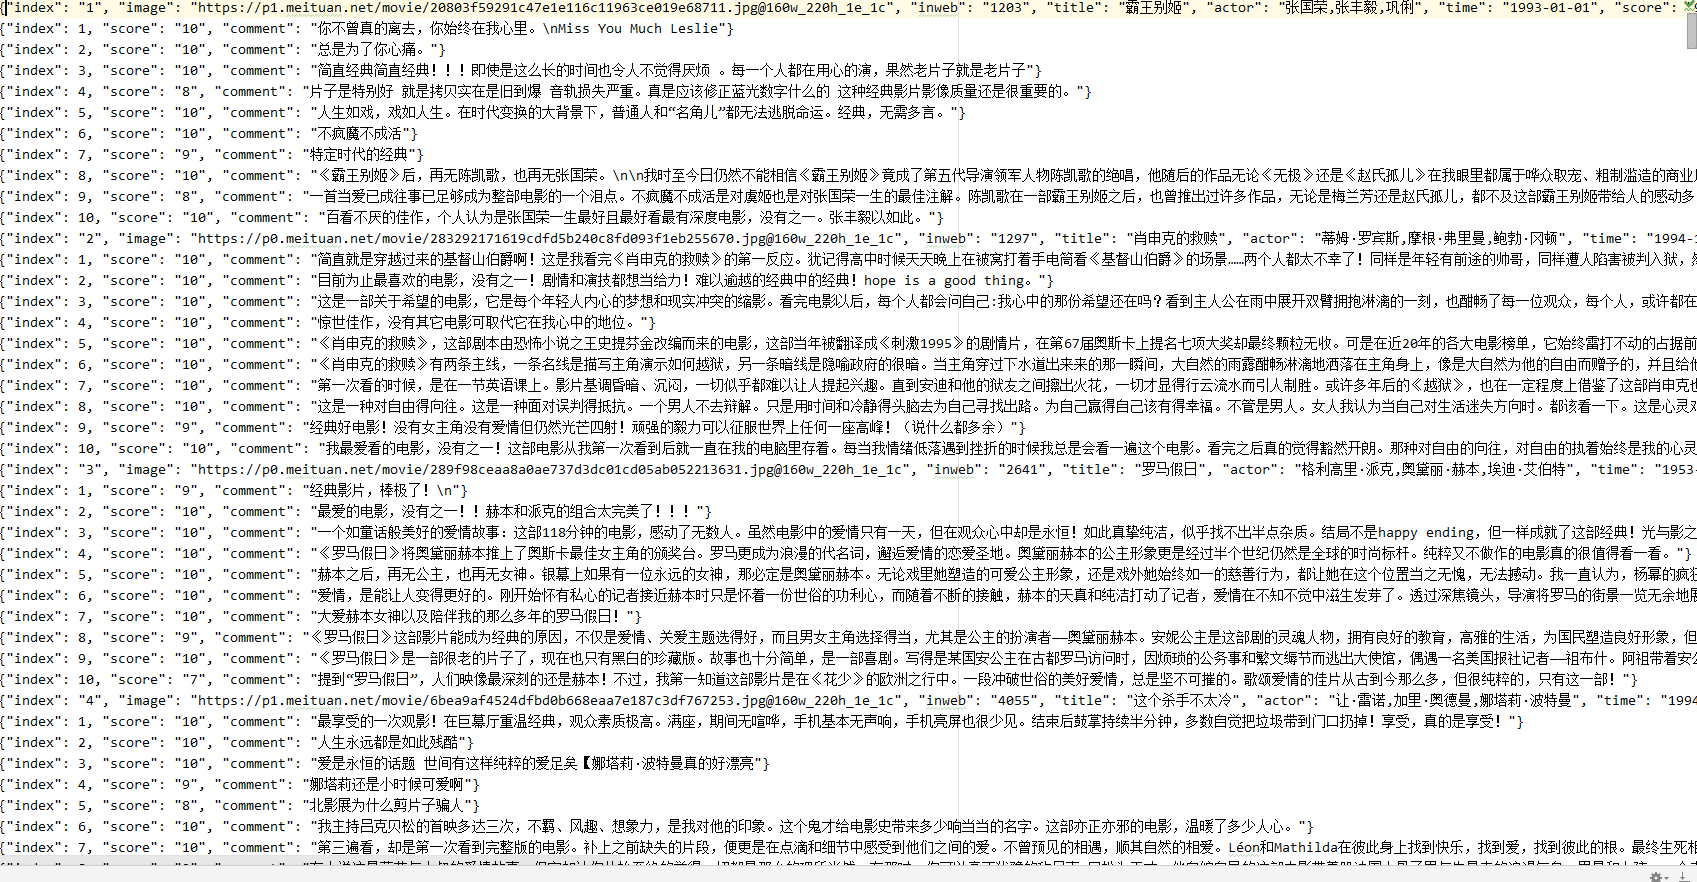 {"index": "1", "image": "https://p1.meituan.net/movie/20803f59291c47e1e116c11963ce019e68711.jpg@160w_220h_1e_1c", "inweb": "1203", "title": "霸王别姬", "actor": "张国荣,张丰毅,巩俐", "time": "1993-01-01", "score":
{"index": 1, "score": "10", "comment": "你不曾真的离去，你始终在我心里。\nMiss You Much Leslie"}
{"index": 2, "score": "10", "comment": "总是为了你心痛。"}
{"index": 3, "score": "10", "comment": "简直经典简直经典！！！即使是这么长的时间也令人不觉得厌烦 。每一个人都在用心的演，果然老片子就是老片子"}
{"index": 4, "score": "8", "comment": "片子是特别好 就是拷贝实在是旧到爆 音轨损失严重。真是应该修正蓝光数字什么的 这种经典影片影像质量还是很重要的。"}
{"index": 5, "score": "10", "comment": "人生如戏，戏如人生。在时代变换的大背景下，普通人和“名角儿”都无法逃脱命运。经典，无需多言。"}
{"index": 6, "score": "10", "comment": "不疯魔不成活"}
{"index": 7, "score": "9", "comment": "特定时代的经典"}
{"index": 8, "score": "10", "comment": "《霸王别姬》后，再无陈凯歌，也再无张国荣。\n\n我时至今日仍然不能相信《霸王别姬》竟成了第五代导演领军人物陈凯歌的绝唱，他随后的作品无论《无极》还是《赵氏孤儿》在我眼里都属于哗众取宠、粗制滥造的商业
{"index": 9, "score": "8", "comment": "一首当爱已成往事已足够成为整部电影的一个泪点。不疯魔不成活是对虞姬也是对张国荣一生的最佳注解。陈凯歌在一部霸王别姬之后，也曾推出过许多作品，无论是梅兰芳还是赵氏孤儿，都不及这部霸王别姬带给人的感动多
{"index": 10, "score": "10", "comment": "百看不厌的佳作，个人认为是张国荣一生最好且最好看最有深度电影，没有之一。张丰毅以如此。"}
{"index": "2", "image": "https://p0.meituan.net/movie/283292171619cdfd5b240c8fd093f1eb255670.jpg@160w_220h_1e_1c", "inweb": "1297", "title": "肖申克的救赎", "actor": "蒂姆·罗宾斯,摩根·弗里曼,鲍勃·冈顿", "time": "1994-1
{"index": 1, "score": "10", "comment": "简直就是穿越过来的基督山伯爵啊！这是我看完《肖申克的救赎》的第一反应。犹记得高中时候天天晚上在被窝打着手电筒看《基督山伯爵》的场景……两个人都太不幸了！同样是年轻有前途的帅哥，同样遭人陷害被判入狱，
{"index": 2, "score": "10", "comment": "目前为止最喜欢的电影，没有之一！剧情和演技都想当给力！难以逾越的经典中的经典！hope is a good thing。"}
{"index": 3, "score": "10", "comment": "这是一部关于希望的电影，它是每个年轻人内心的梦想和现实冲突的缩影。看完电影以后，每个人都会问自己:我心中的那份希望还在吗？看到主人公在雨中展开双臂拥抱淋漓的一刻，也酣畅了每一位观众，每个人，或许都在
{"index": 4, "score": "10", "comment": "惊世佳作，没有其它电影可取代它在我心中的地位。"}
{"index": 5, "score": "10", "comment": "《肖申克的救赎》，这部剧本由恐怖小说之王史提芬金改编而来的电影，这部当年被翻译成《刺激1995》的剧情片，在第67届奥斯卡上提名七项大奖却最终颗粒无收。可是在近20年的各大电影榜单，它始终雷打不动的占据前
{"index": 6, "score": "10", "comment": "《肖申克的救赎》有两条主线，一条名线是描写主角演示如何越狱，另一条暗线是隐喻政府的很暗。当主角穿过下水道出来来的那一瞬间，大自然的雨露酣畅淋漓地洒落在主角身上，像是大自然为他的自由而赠予的，并且给他
{"index": 7, "score": "10", "comment": "第一次看的时候，是在一节英语课上。影片基调昏暗、沉闷，一切似乎都难以让人提起兴趣。直到安迪和他的狱友之间擦出火花，一切才显得行云流水而引人制胜。或许多年后的《越狱》，也在一定程度上借鉴了这部肖申克也
{"index": 8, "score": "10", "comment": "这是一种对自由得向往。这是一种面对误判得抵抗。一个男人不去辩解。只是用时间和冷静得头脑去为自己寻找出路。为自己赢得自己该有得幸福。不管是男人。女人我认为当自己对生活迷失方向时。都该看一下。这是心灵对
{"index": 9, "score": "9", "comment": "经典好电影！没有女主角没有爱情但仍然光芒四射！顽强的毅力可以征服世界上任何一座高峰！（说什么都多余）"}
{"index": 10, "score": "10", "comment": "我最爱看的电影，没有之一！这部电影从我第一次看到后就一直在我的电脑里存着。每当我情绪低落遇到挫折的时候我总是会看一遍这个电影。看完之后真的觉得豁然开朗。那种对自由的向往，对自由的执着始终是我的心灵
{"index": "3", "image": "https://p0.meituan.net/movie/289f98ceaa8a0ae737d3dc01cd05ab052213631.jpg@160w_220h_1e_1c", "inweb": "2641", "title": "罗马假日", "actor": "格利高里·派克,奥黛丽·赫本,埃迪·艾伯特", "time": "1953-
{"index": 1, "score": "9", "comment": "经典影片，棒极了！\n"}
{"index": 2, "score": "10", "comment": "最爱的电影，没有之一！！赫本和派克的组合太完美了！！！"}
{"index": 3, "score": "10", "comment": "一个如童话般美好的爱情故事：这部118分钟的电影，感动了无数人。虽然电影中的爱情只有一天，但在观众心中却是永恒！如此真挚纯洁，似乎找不出半点杂质。结局不是happy ending，但一样成就了这部经典！光与影之
{"index": 4, "score": "10", "comment": "《罗马假日》将奥黛丽赫本推上了奥斯卡最佳女主角的颁奖台。罗马更成为浪漫的代名词，邂逅爱情的恋爱圣地。奥黛丽赫本的公主形象更是经过半个世纪仍然是全球的时尚标杆。纯粹又不做作的电影真的很值得看一看。"}
{"index": 5, "score": "10", "comment": "赫本之后，再无公主，也再无女神。银幕上如果有一位永远的女神，那必定是奥黛丽赫本。无论戏里她塑造的可爱公主形象，还是戏外她始终如一的慈善行为，都让她在这个位置当之无愧，无法撼动。我一直认为，杨幂的疯狂
{"index": 6, "score": "10", "comment": "爱情，是能让人变得更好的。刚开始怀有私心的记者接近赫本时只是怀着一份世俗的功利心，而随着不断的接触，赫本的天真和纯洁打动了记者，爱情在不知不觉中滋生发芽了。透过深焦镜头，导演将罗马的街景一览无余地展
{"index": 7, "score": "10", "comment": "大爱赫本女神以及陪伴我的那么多年的罗马假日！"}
{"index": 8, "score": "9", "comment": "《罗马假日》这部影片能成为经典的原因，不仅是爱情、关爱主题选得好，而且男女主角选择得当，尤其是公主的扮演者——奥黛丽赫本。安妮公主是这部剧的灵魂人物，拥有良好的教育，高雅的生活，为国民塑造良好形象，但
{"index": 9, "score": "10", "comment": "《罗马假日》是一部很老的片子了，现在也只有黑白的珍藏版。故事也十分简单，是一部喜剧。写得是某国安公主在古都罗马访问时，因烦琐的公务事和繁文缛节而逃出大使馆，偶遇一名美国报社记者——祖布什。阿祖带着安公
{"index": 10, "score": "7", "comment": "提到“罗马假日”，人们映像最深刻的还是赫本！不过，我第一知道这部影片是在《花少》的欧洲之行中。一段冲破世俗的美好爱情，总是坚不可摧的。歌颂爱情的佳片从古到今那么多，但很纯粹的，只有这一部！"}
{"index": "4", "image": "https://p1.meituan.net/movie/6bea9af4524dfbd0b668eaa7e187c3df767253.jpg@160w_220h_1e_1c", "inweb": "4055", "title": "这个杀手不太冷", "actor": "让·雷诺,加里·奥德曼,娜塔莉·波特曼", "time": "1994
{"index": 1, "score": "10", "comment": "最享受的一次观影！在巨幕厅重温经典，观众素质极高。满座，期间无喧哗，手机基本无声响，手机亮屏也很少见。结束后鼓掌持续半分钟，多数自觉把垃圾带到门口扔掉！享受，真的是享受！"}
{"index": 2, "score": "10", "comment": "人生永远都是如此残酷"}
{"index": 3, "score": "10", "comment": "爱是永恒的话题 世间有这样纯粹的爱足矣【娜塔莉·波特曼真的好漂亮"}
{"index": 4, "score": "9", "comment": "娜塔莉还是小时候可爱啊"}
{"index": 5, "score": "8", "comment": "北影展为什么剪片子骗人"}
{"index": 6, "score": "10", "comment": "我主持吕克贝松的首映多达三次，不羁、风趣、想象力，是我对他的印象。这个鬼才给电影史带来多少响当当的名字。这部亦正亦邪的电影，温暖了多少人心。"}
{"index": 7, "score": "10", "comment": "第三遍看，却是第一次看到完整版的电影。补上之前缺失的片段，便更是在点滴和细节中感受到他们之间的爱。不曾预见的相遇，顺其自然的相爱。Léon和Mathilda在彼此身上找到快乐，找到爱，找到彼此的根。最终生死相